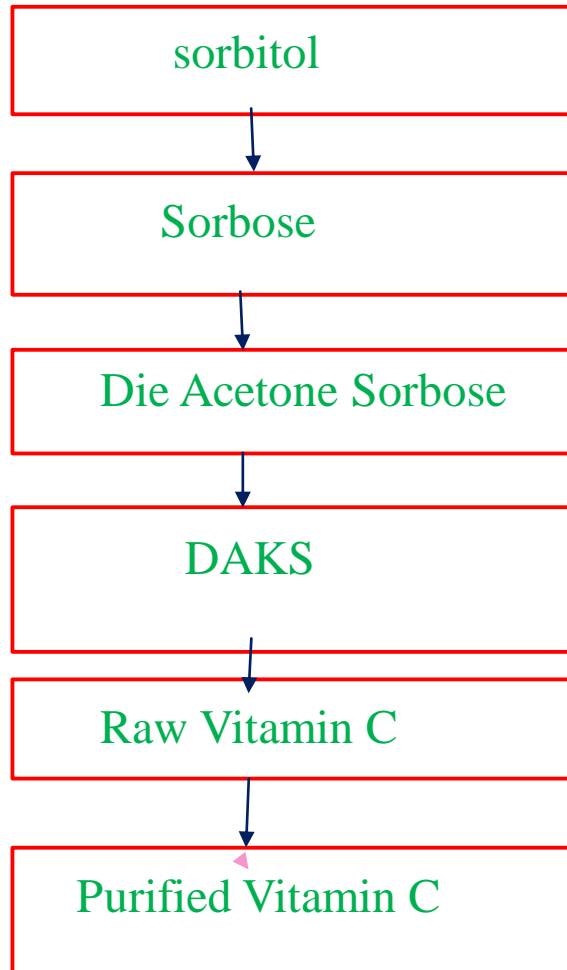 sorbitol
Sorbose
Die Acetone Sorbose
DAKS
Raw Vitamin C
Purified Vitamin C